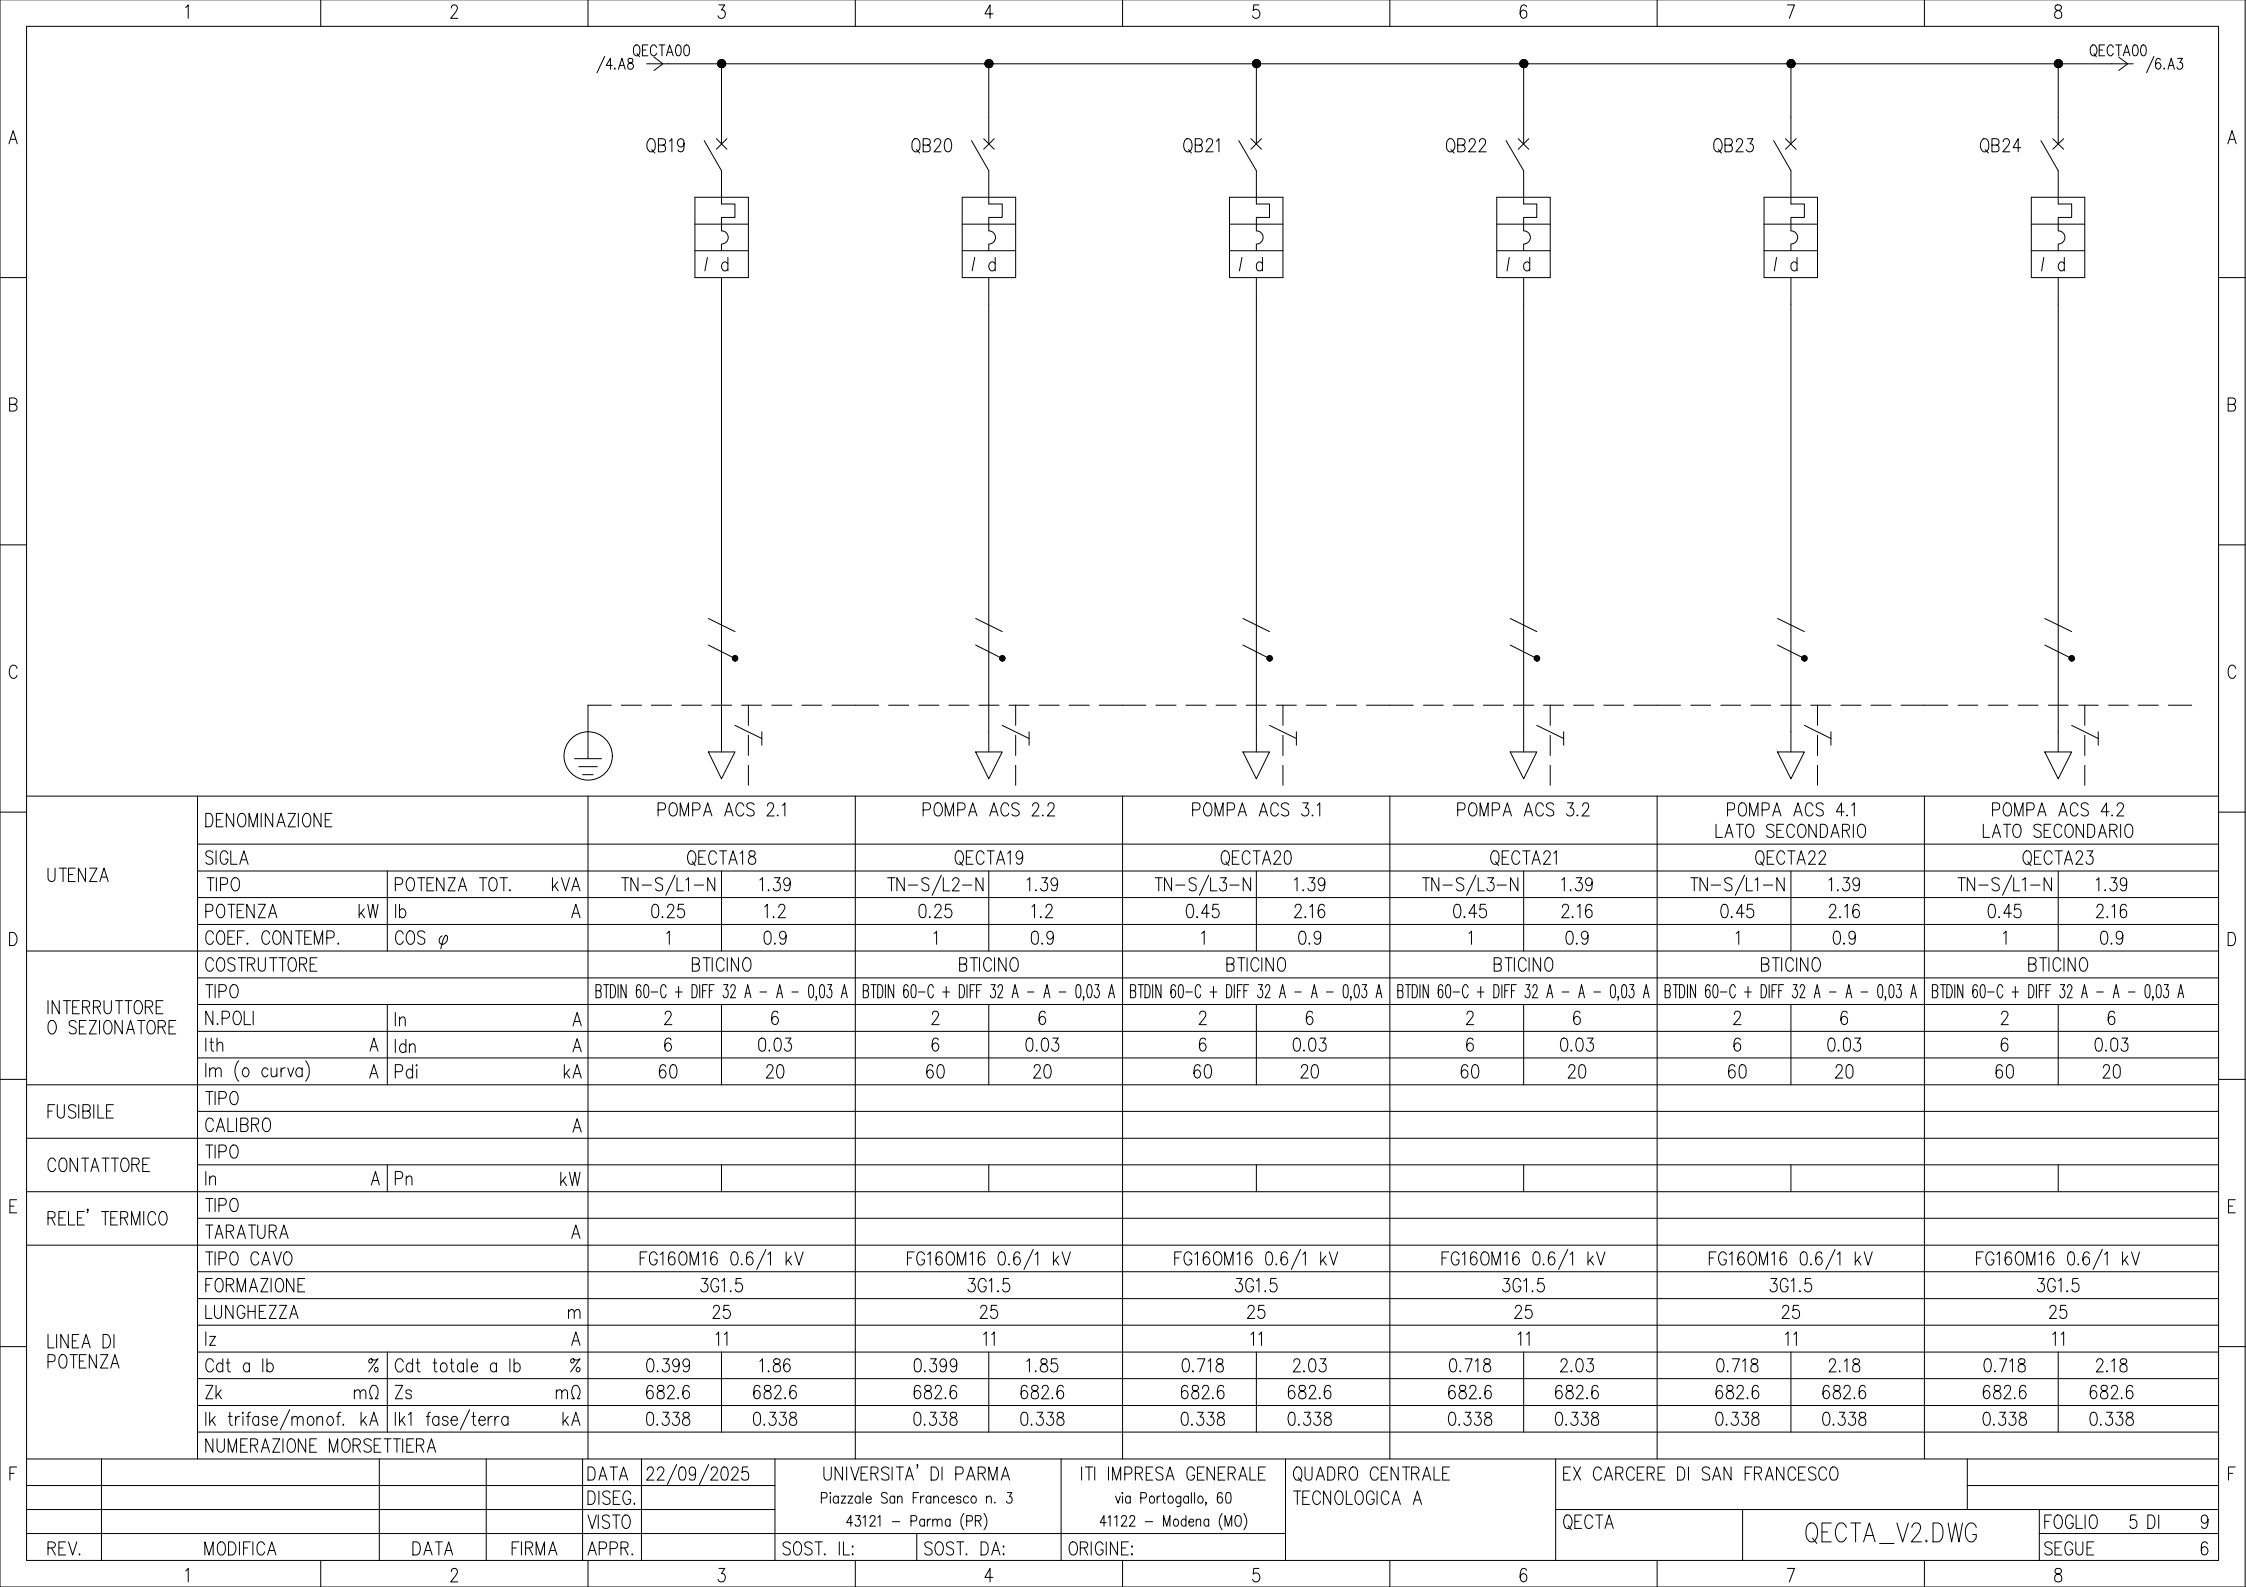 1 2 3 4 5 6 7 8
QECTA00 QECTA00
/4.A8 /6.A3
A QB19 QB20 QB21 QB22 QB23 QB24 A
I d I d I d I d I d I d
B B
C C
DENOMINAZIONE POMPA ACS 2.1 POMPA ACS 2.2 POMPA ACS 3.1 POMPA ACS 3.2 POMPA ACS 4.1 POMPA ACS 4.2
LATO SECONDARIO LATO SECONDARIO
UTENZA
SIGLA QECTA18 QECTA19 QECTA20 QECTA21 QECTA22 QECTA23
TIPO POTENZA TOT. kVA TN-S/L1-N 1.39 TN-S/L2-N 1.39 TN-S/L3-N 1.39 TN-S/L3-N 1.39 TN-S/L1-N 1.39 TN-S/L1-N 1.39
POTENZA kW Ib A 0.25 1.2 0.25 1.2 0.45 2.16 0.45 2.16 0.45 2.16 0.45 2.16
D COEF. CONTEMP. COS φ 1 0.9 1 0.9 1 0.9 1 0.9 1 0.9 1 0.9 D
COSTRUTTORE BTICINO BTICINO BTICINO BTICINO BTICINO BTICINO
TIPO BTDIN 60-C + DIFF 32 A - A - 0,03 A BTDIN 60-C + DIFF 32 A - A - 0,03 A BTDIN 60-C + DIFF 32 A - A - 0,03 A BTDIN 60-C + DIFF 32 A - A - 0,03 A BTDIN 60-C + DIFF 32 A - A - 0,03 A BTDIN 60-C + DIFF 32 A - A - 0,03 A
INTERRUTTORE
O SEZIONATORE
N.POLI In A 2 6 2 6 2 6 2 6 2 6 2 6
Ith A Idn A 6 0.03 6 0.03 6 0.03 6 0.03 6 0.03 6 0.03
Im (o curva) A Pdi kA 60 20 60 20 60 20 60 20 60 20 60 20
FUSIBILE
TIPO
CALIBRO A
CONTATTORE
TIPO
In A Pn kW
E RELE' TERMICO E
TIPO
TARATURA A
TIPO CAVO FG16OM16 0.6/1 kV FG16OM16 0.6/1 kV FG16OM16 0.6/1 kV FG16OM16 0.6/1 kV FG16OM16 0.6/1 kV FG16OM16 0.6/1 kV
FORMAZIONE 3G1.5 3G1.5 3G1.5 3G1.5 3G1.5 3G1.5
LUNGHEZZA m 25 25 25 25 25 25
LINEA DI
POTENZA
Iz A 11 11 11 11 11 11
Cdt a Ib % Cdt totale a Ib % 0.399 1.86 0.399 1.85 0.718 2.03 0.718 2.03 0.718 2.18 0.718 2.18
Zk mΩ Zs mΩ 682.6 682.6 682.6 682.6 682.6 682.6 682.6 682.6 682.6 682.6 682.6 682.6
Ik trifase/monof. kA Ik1 fase/terra kA 0.338 0.338 0.338 0.338 0.338 0.338 0.338 0.338 0.338 0.338 0.338 0.338
NUMERAZIONE MORSETTIERA
F DATA 22/09/2025 UNIVERSITA' DI PARMA ITI IMPRESA GENERALE QUADRO CENTRALE EX CARCERE DI SAN FRANCESCO F
DISEG. Piazzale San Francesco n. 3 via Portogallo, 60 TECNOLOGICA A
VISTO 43121 - Parma (PR) 41122 - Modena (MO) QECTA QECTA_V2.DWG FOGLIO 5 DI 9
REV. MODIFICA DATA FIRMA APPR. SOST. IL: SOST. DA: ORIGINE: SEGUE 6
1 2 3 4 5 6 7 8